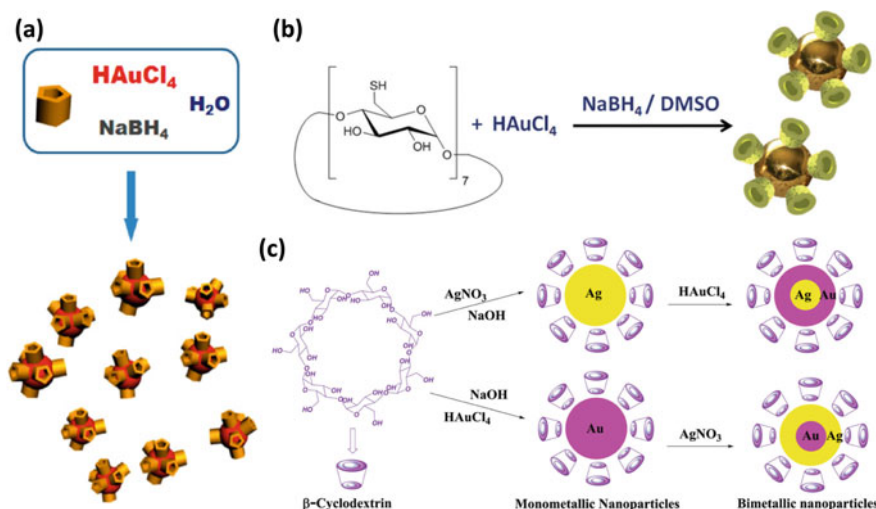 (a)
HAuCl4
H2O
NaBH4
(b)
SH
O
O
HO
OH
O
7
+ HAuCl4
NaBH4 / DMSO
(c)
AgNO3
NaOH
NaOH
HAuCl4
β-Cyclodextrin
Ag
HAuCl4
Ag Au
Au
AgNO3
Au Ag
Monometallic Nanoparticles
Bimetallic nanoparticles